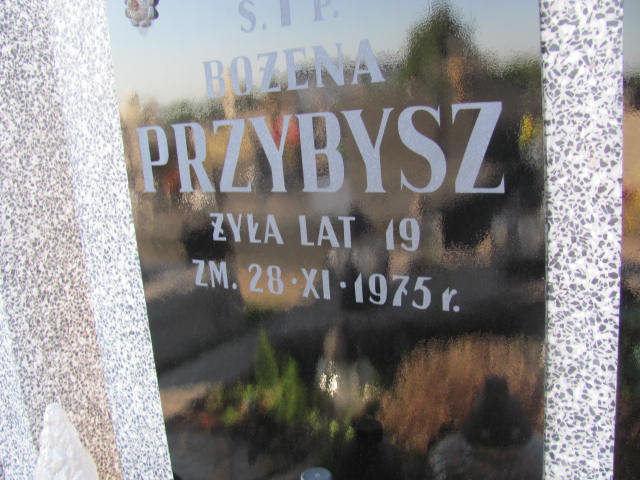 Ś. † P.
BOŻENA
PRZYBYSZ
ŻYŁA LAT 19
ZM. 28·XI·1975 r.